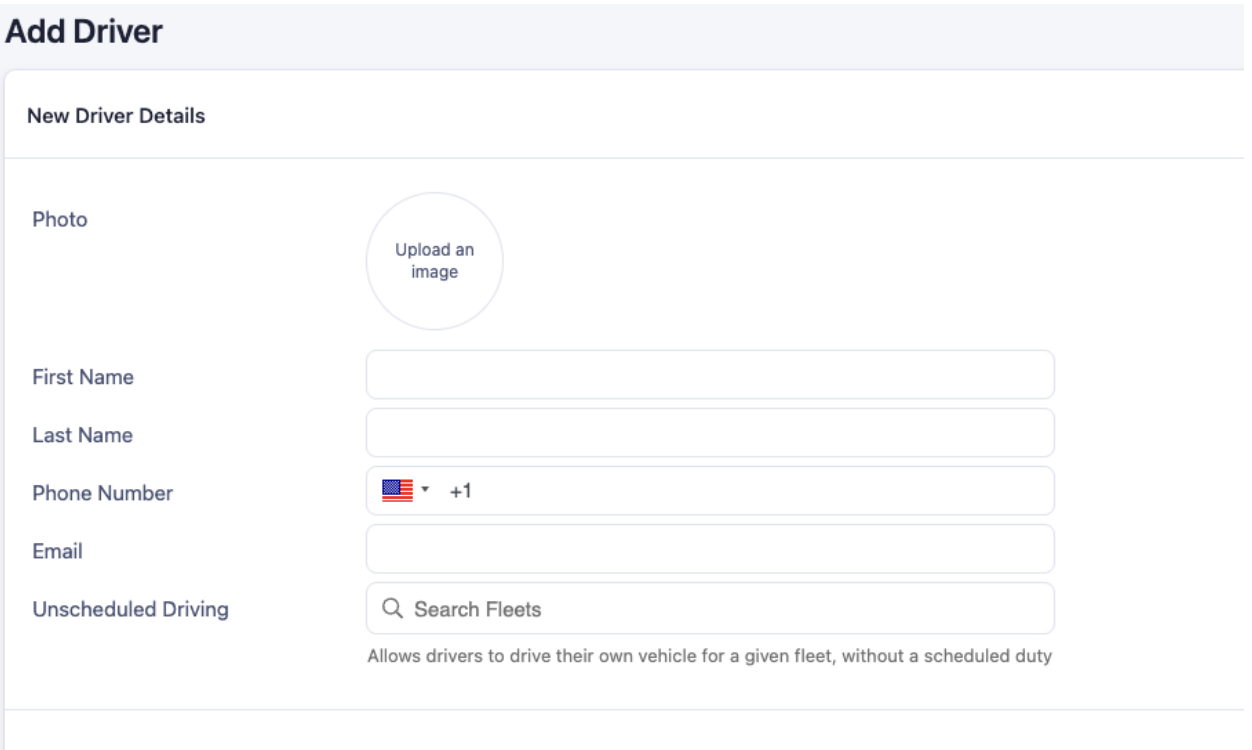 Add Driver
New Driver Details
Photo
Upload an
image
First Name
Last Name
Phone Number
+1
Email
Unscheduled Driving
Search Fleets
Allows drivers to drive their own vehicle for a given fleet, without a scheduled duty